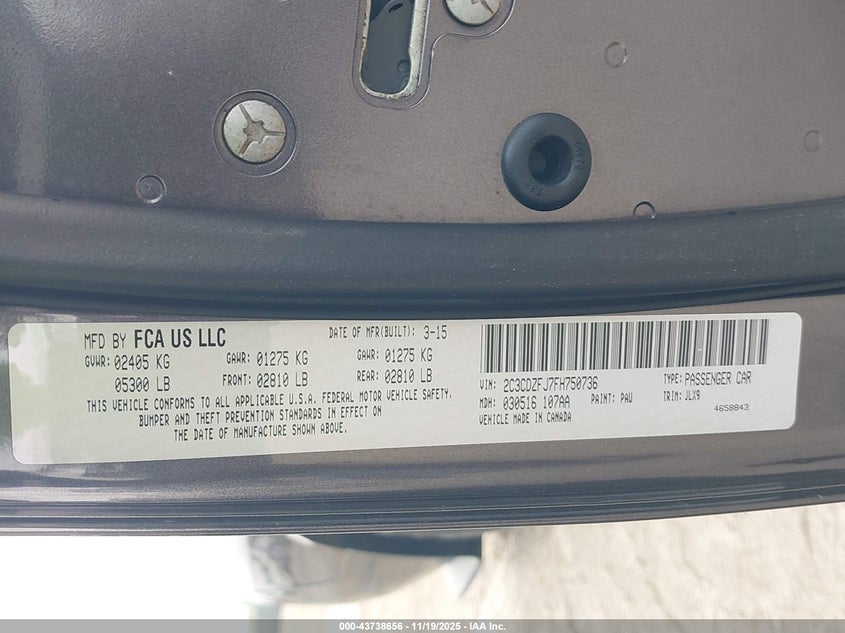 MFD BY FCA US LLC
DATE OF MFR(BUILT): 3-15
GVWR: 02405 KG GAWR: 01275 KG GAWR: 01275 KG
05300 LB FRONT: 02810 LB REAR: 02810 LB
THIS VEHICLE CONFORMS TO ALL APPLICABLE U.S.A. FEDERAL MOTOR VEHICLE SAFETY,
BUMPER AND THEFT PREVENTION STANDARDS IN EFFECT ON
THE DATE OF MANUFACTURE SHOWN ABOVE.
VIN: 2C3CDZFJ7FH750736 TYPE: PASSENGER CAR
MDH: 030516 107AA PAINT: PAU TRIM: JLX9
VEHICLE MADE IN CANADA 4658843
000-43738656 - 11/19/2025 - IAA Inc.